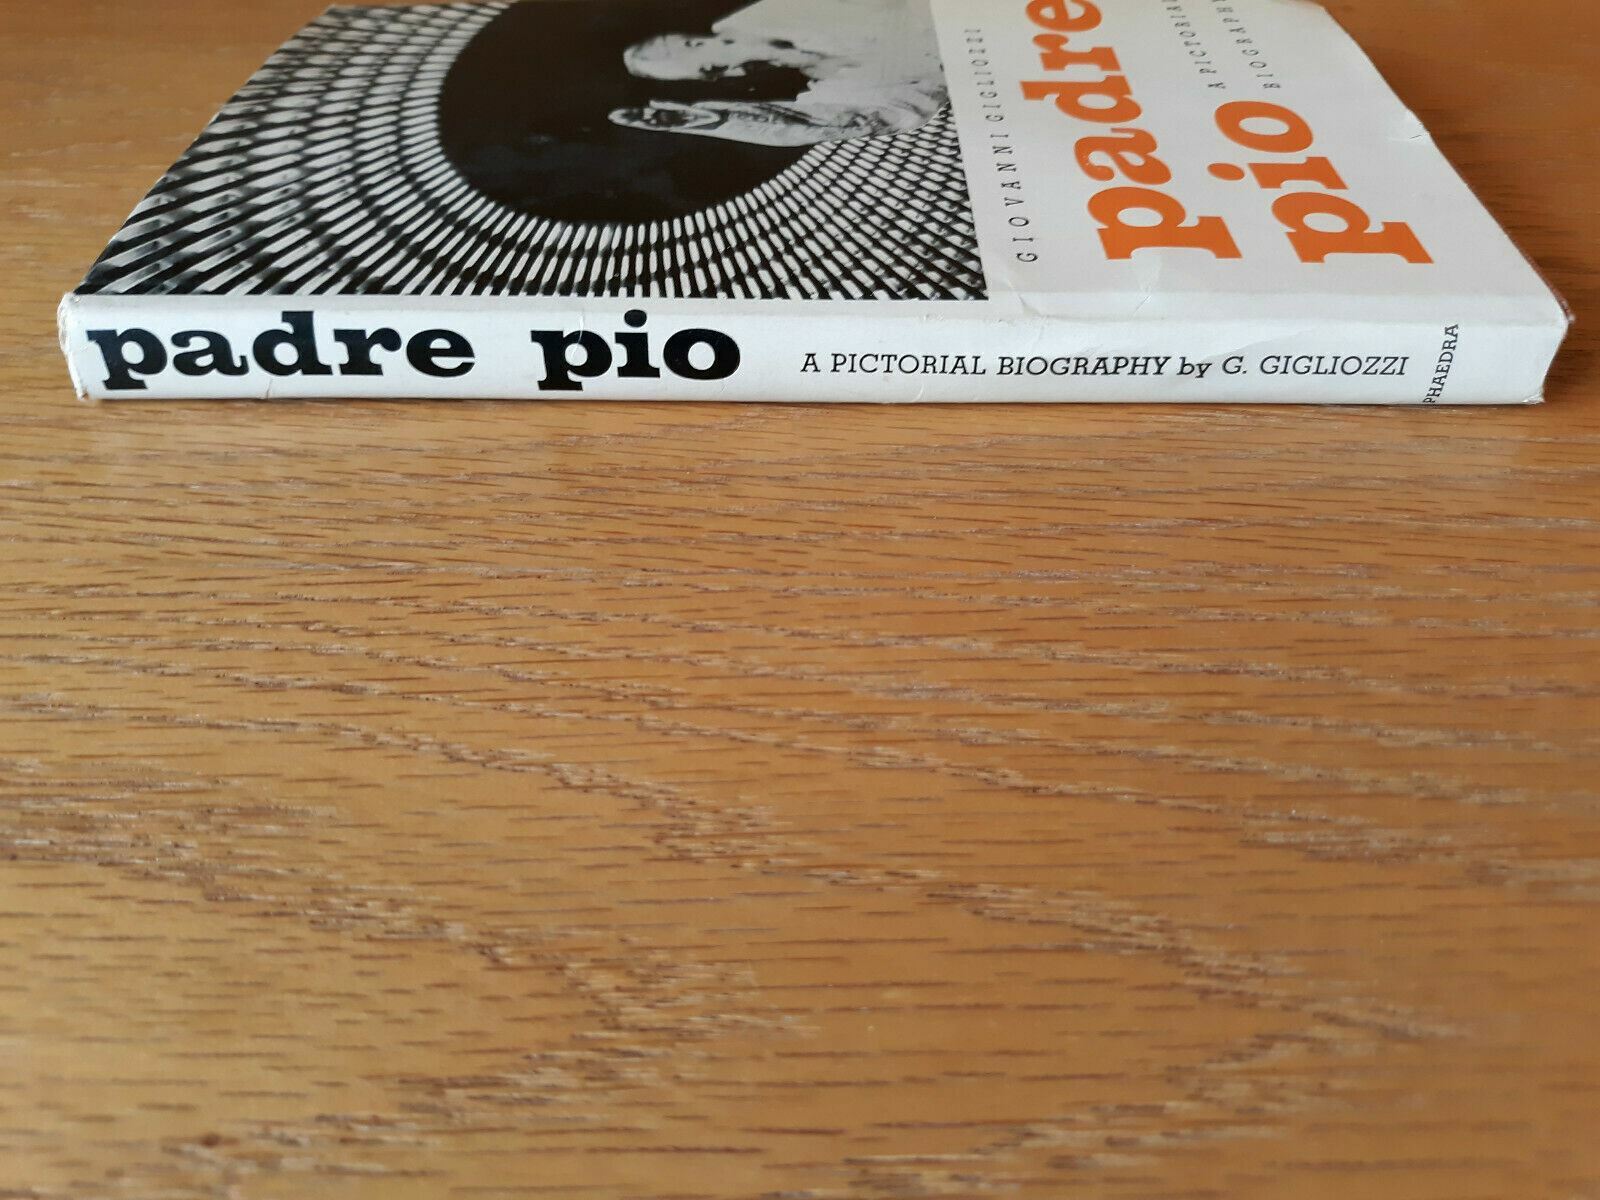 GIOVANNI GIGLIOZZI
padre
pio
A PICTORIAL
BIOGRAPHY
padre pio A PICTORIAL BIOGRAPHY by G. GIGLIOZZI PHAEDRA